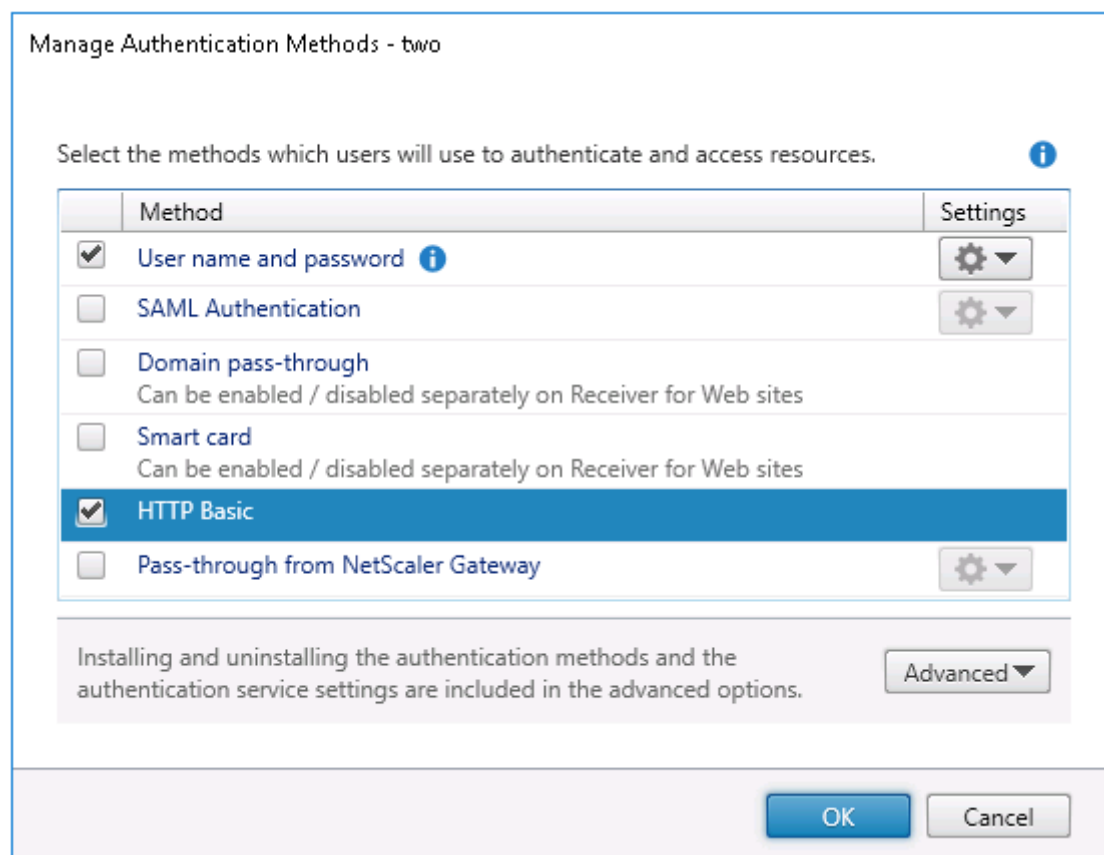 Manage Authentication Methods - two
Select the methods which users will use to authenticate and access resources.
Method Settings
User name and password
SAML Authentication
Domain pass-through
Can be enabled / disabled separately on Receiver for Web sites
Smart card
Can be enabled / disabled separately on Receiver for Web sites
HTTP Basic
Pass-through from NetScaler Gateway
Installing and uninstalling the authentication methods and the
authentication service settings are included in the advanced options.
Advanced
OK Cancel